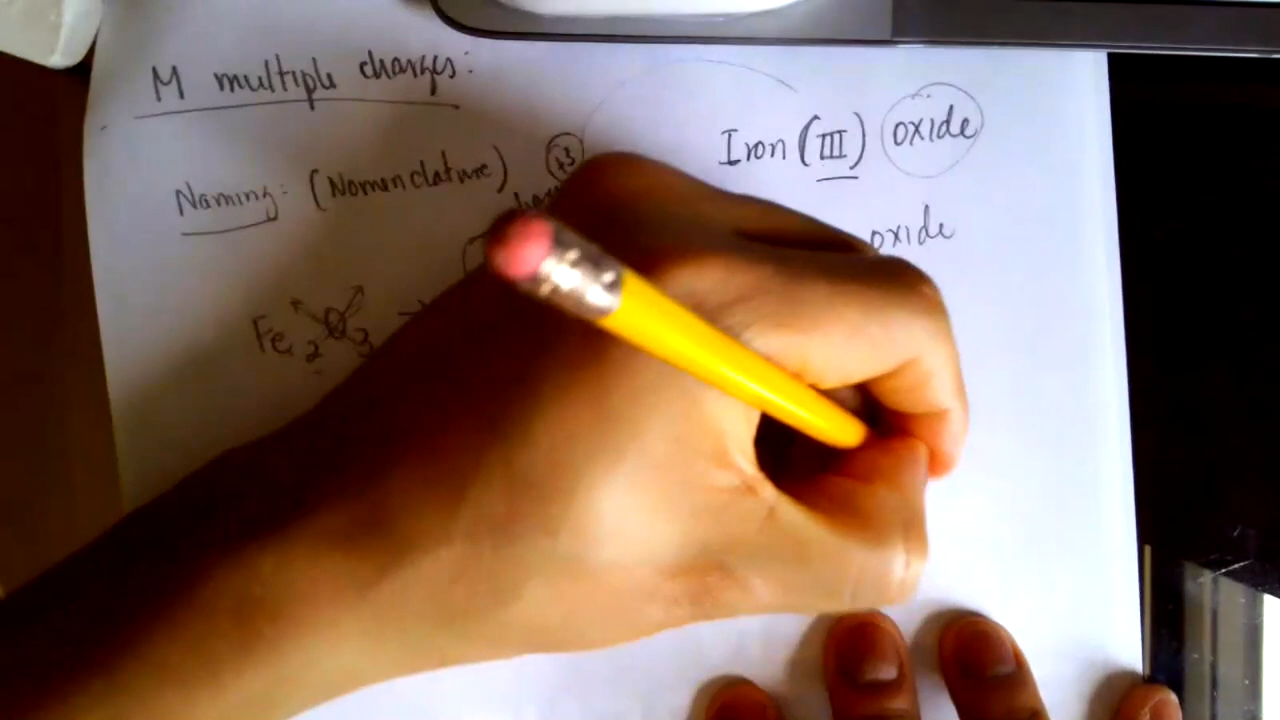 M multiple charges:
Naming: (Nomenclature)
+3
Iron (III) oxide
oxide
Fe2O3 →